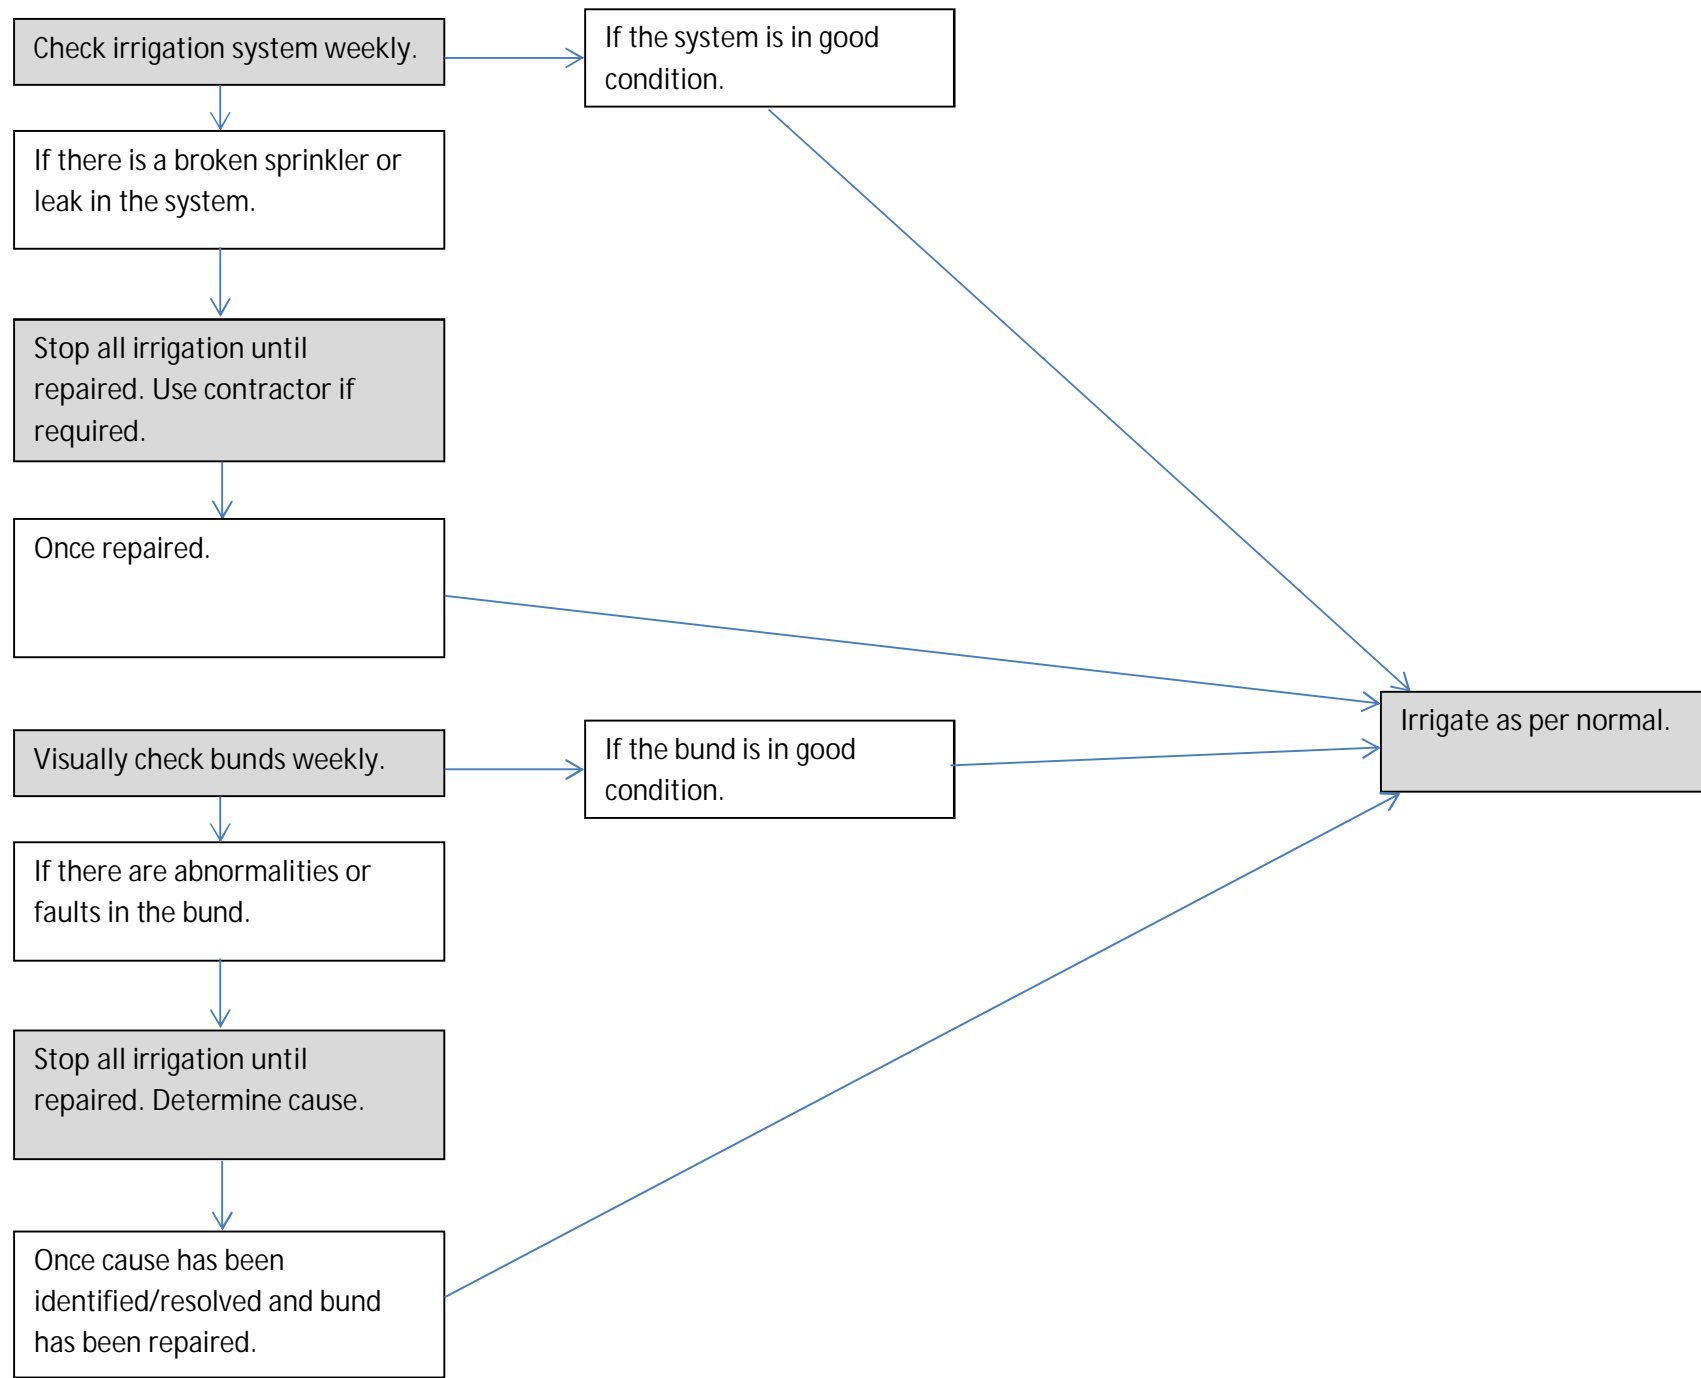 Check irrigation system weekly.
If the system is in good
condition.
If there is a broken sprinkler or
leak in the system.
Stop all irrigation until
repaired. Use contractor if
required.
Once repaired.
Irrigate as per normal.
Visually check bunds weekly.
If the bund is in good
condition.
If there are abnormalities or
faults in the bund.
Stop all irrigation until
repaired. Determine cause.
Once cause has been
identified/resolved and bund
has been repaired.